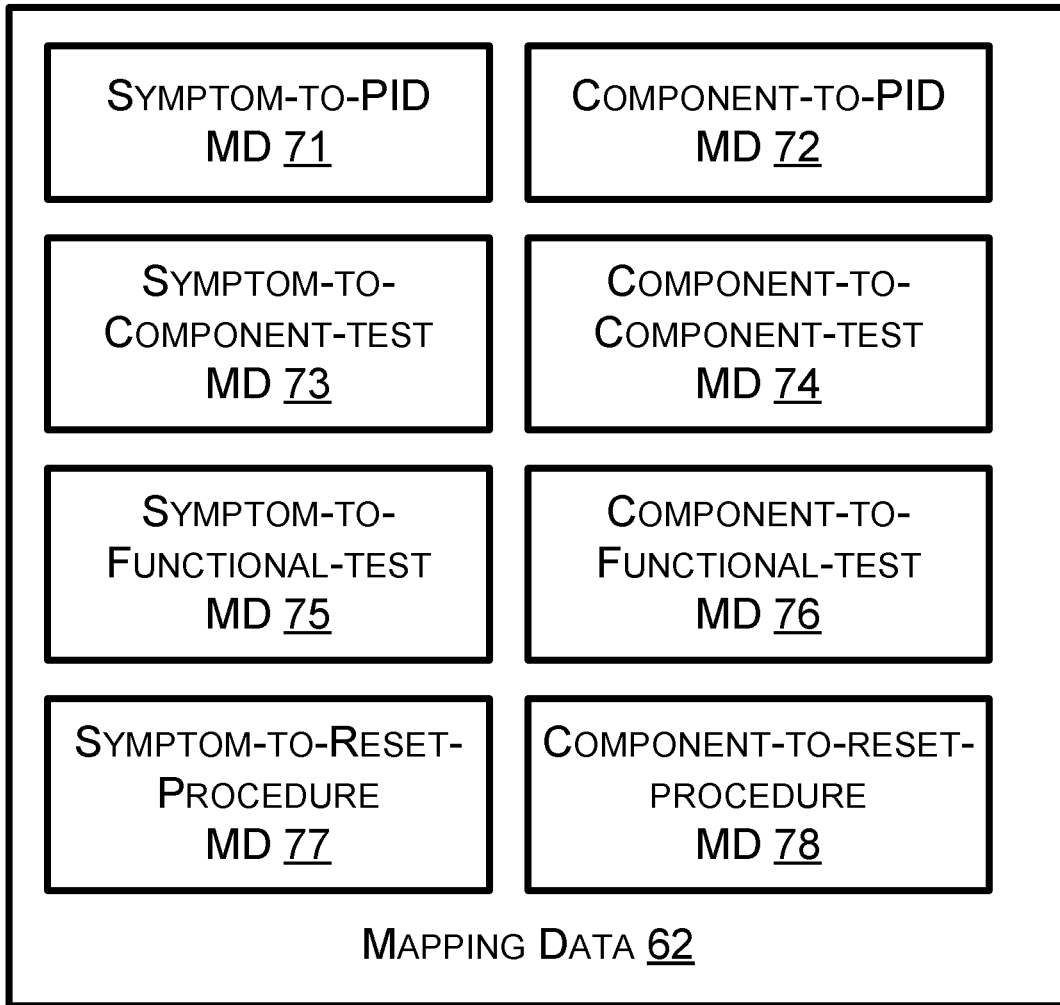 SYMPTOM-TO-PID
MD 71
COMPONENT-TO-PID
MD 72
SYMPTOM-TO-
COMPONENT-TEST
MD 73
COMPONENT-TO-
COMPONENT-TEST
MD 74
SYMPTOM-TO-
FUNCTIONAL-TEST
MD 75
COMPONENT-TO-
FUNCTIONAL-TEST
MD 76
SYMPTOM-TO-RESET-
PROCEDURE
MD 77
COMPONENT-TO-RESET-
PROCEDURE
MD 78
MAPPING DATA 62